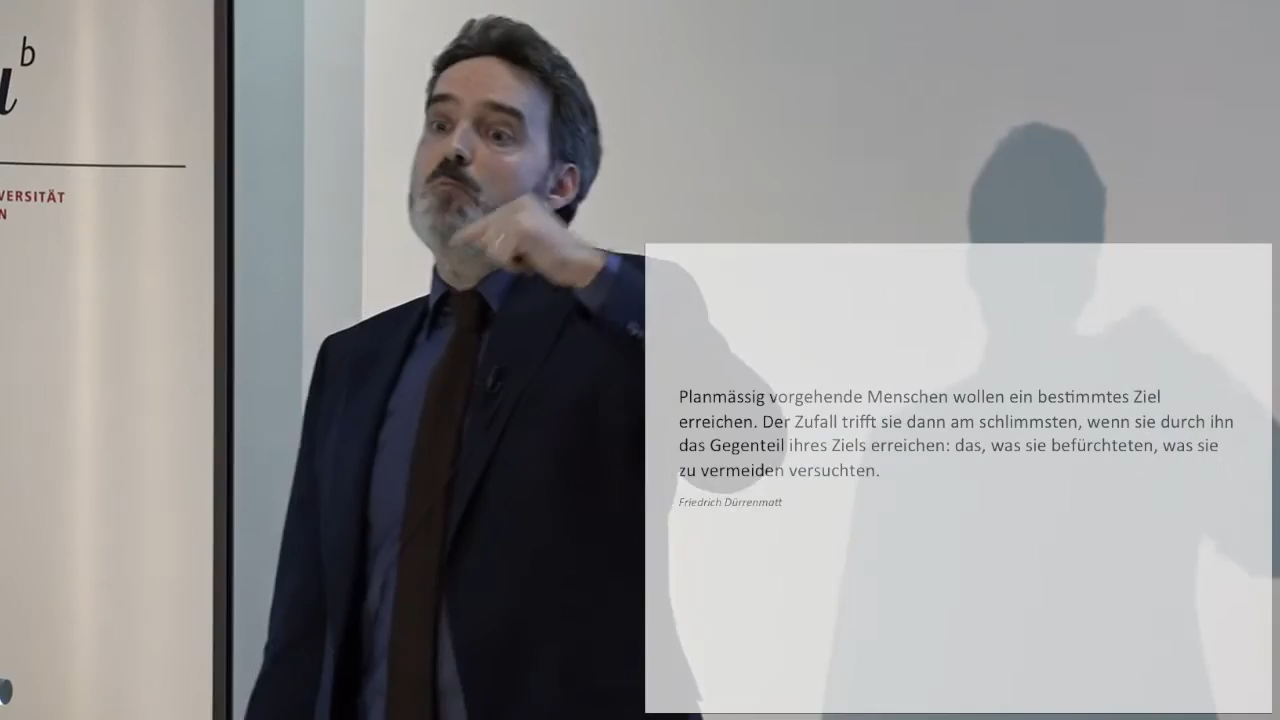 b
u
VERSITÄT
N
Planmässig vorgehende Menschen wollen ein bestimmtes Ziel
erreichen. Der Zufall trifft sie dann am schlimmsten, wenn sie durch ihn
das Gegenteil ihres Ziels erreichen: das, was sie befürchteten, was sie
zu vermeiden versuchten.
Friedrich Dürrenmatt